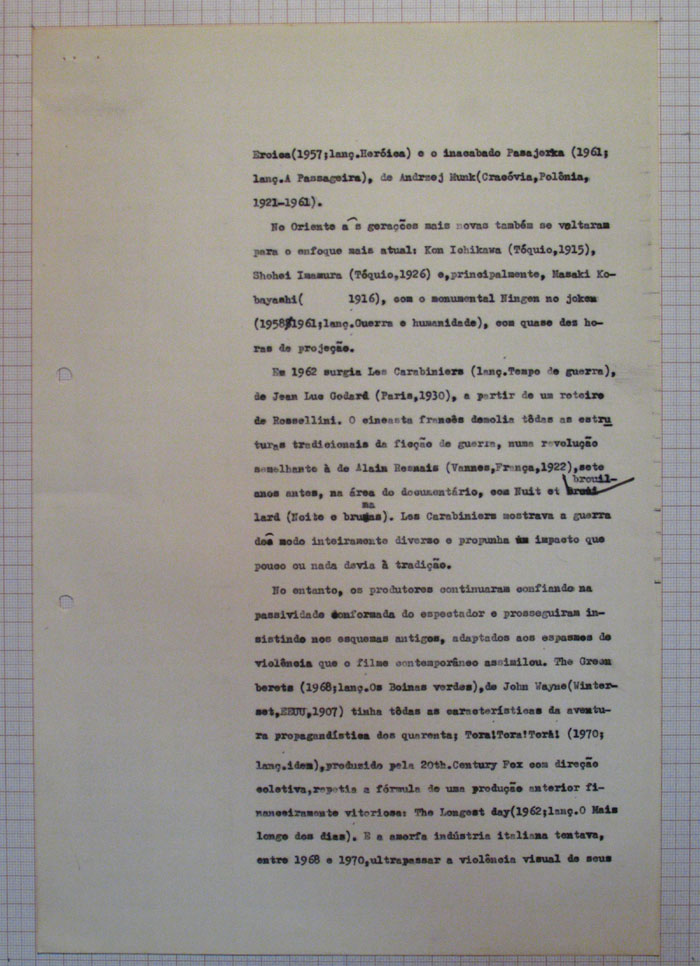 Eroica(1957;lanç.Heróica) e o inacabado Pasajerka (1961;
lanç.A Passageira), de Andrzej Munk(Cracóvia,Polônia,
1921-1961).
No Oriente as gerações mais novas também se voltaram
para o enfoque mais atual: Kon Ichikawa (Tóquio,1915),
Shohei Imamura (Tóquio,1926) e,principalmente, Masaki Ko-
bayashi( 1916), com o monumental Ningen no joken
(1958/1961;lanç.Guerra e humanidade), com quase dez ho-
ras de projeção.
Em 1962 surgia Les Carabiniers (lanç.Tempo de guerra),
de Jean Luc Godard (Paris,1930), a partir de um roteiro
de Rossellini. O cineasta francês demolia tôdas as estru
turas tradicionais da ficção de guerra, numa revolução
semelhante à de Alain Resnais (Vannes,França,1922),sete
anos antes, na área do documentário, com Nuit et brouil-
lard (Noite e brumas). Les Carabiniers mostrava a guerra
de modo inteiramente diverso e propunha um impacto que
pouco ou nada devia à tradição.
No entanto, os produtores continuaram confiando na
passividade conformada do espectador e prosseguiram in-
sistindo nos esquemas antigos, adaptados aos espasmos de
violência que o filme contemporâneo assimilou. The Green
berets (1968;lanç.Os Boinas verdes),de John Wayne(Winter-
set,EEUU,1907) tinha tôdas as características da aventu-
ra propagandística dos quarenta; Tora!Tora!Tora! (1970;
lanç.idem),produzido pela 20th.Century Fox com direção
coletiva,repetia a fórmula de uma produção anterior fi-
nanceiramente vitoriosa: The Longest day(1962;lanç.O Mais
longo dos dias). E a amorfa indústria italiana tentava,
entre 1968 e 1970,ultrapassar a violência visual de seus